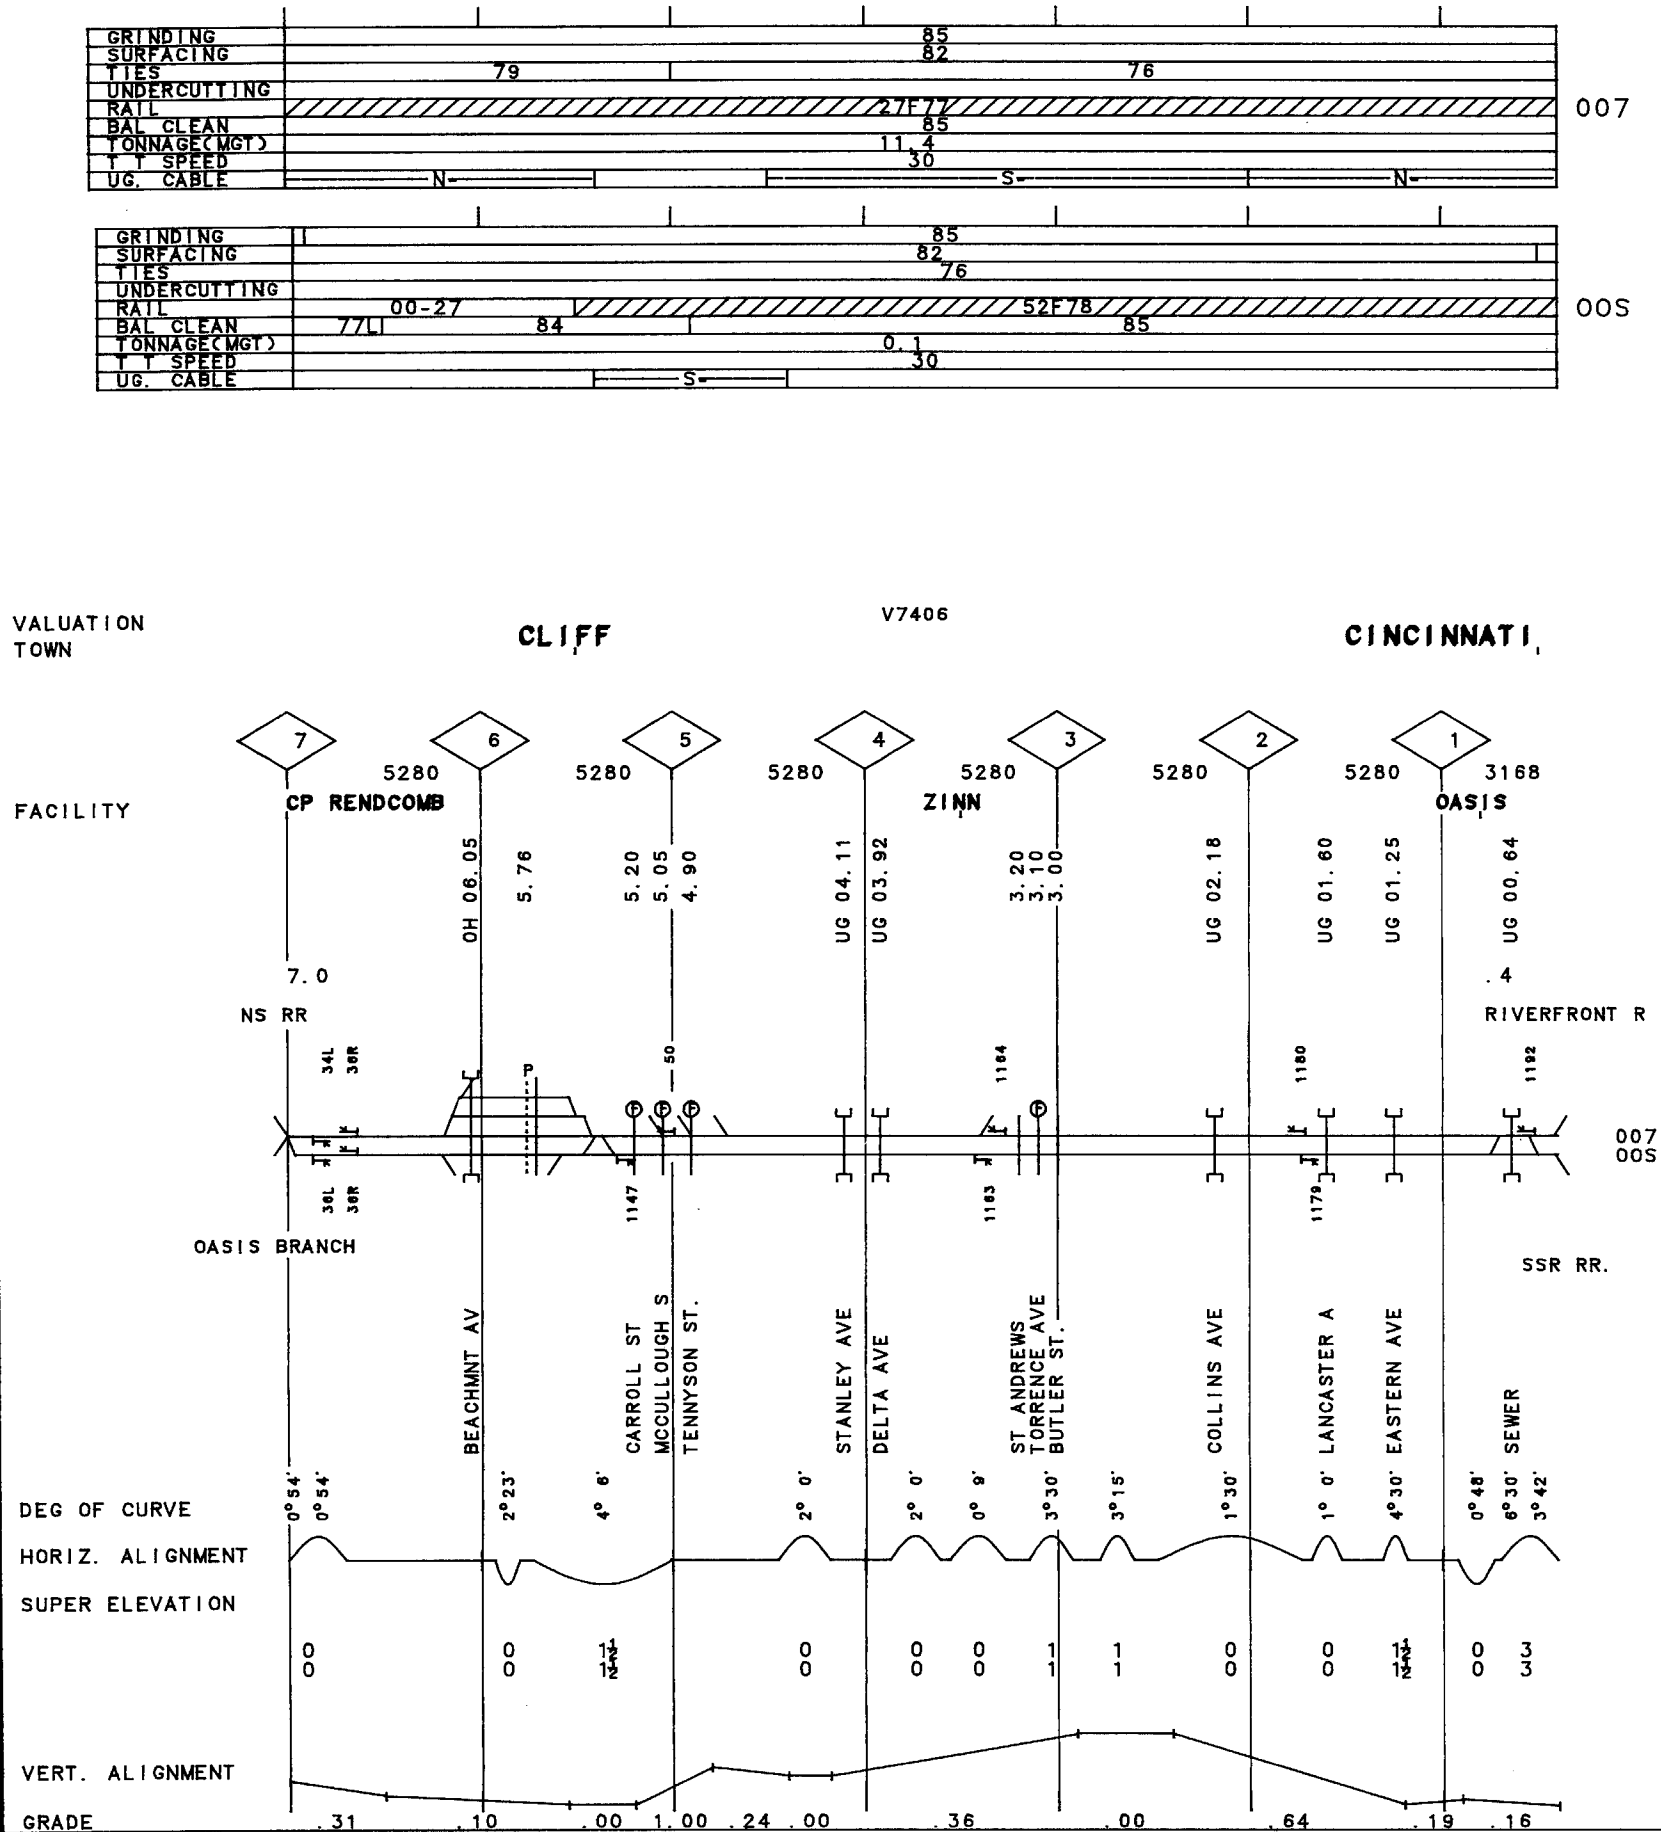 GRINDING 85
SURFACING 82
TIES 79 76
UNDERCUTTING
RAIL 27F77 007
BAL CLEAN 85
TONNAGE(MGT) 11.4
T T SPEED 30
UG. CABLE N- S- N-
GRINDING 85
SURFACING 82
TIES 76
UNDERCUTTING
RAIL 00-27 52F78 00S
BAL CLEAN 77L 84 85
TONNAGE(MGT) 0.1
T T SPEED 30
UG. CABLE S-
VALUATION V7406
TOWN CLIFF CINCINNATI
7 6 5 4 3 2 1
5280 5280 5280 5280 5280 5280 3168
FACILITY CP RENDCOMB ZINN OASIS
OH 06.05 5.76 5.20 5.05 4.90 UG 04.11 UG 03.92 3.20 3.10 3.00 UG 02.18 UG 01.60 UG 01.25 UG 00.64
7.0 .4
NS RR RIVERFRONT R
34L 36R 50 1164 1180 1192
P
007
00S
36L 36R 1147 1163 1179
OASIS BRANCH
SSR RR.
BEACHMNT AV CARROLL ST MCCULLOUGH S TENNYSON ST. STANLEY AVE DELTA AVE ST ANDREWS TORRENCE AVE BUTLER ST. COLLINS AVE LANCASTER A EASTERN AVE SEWER
DEG OF CURVE 0°54' 0°54' 2°23' 4° 6' 2° 0' 2° 0' 0° 9' 3°30' 3°15' 1°30' 1° 0' 4°30' 0°48' 6°30' 3°42'
HORIZ. ALIGNMENT
SUPER ELEVATION
0 0 1½ 0 0 0 1 1 0 0 1½ 0 3
0 0 1½ 0 0 0 1 1 0 0 1½ 0 3
VERT. ALIGNMENT
GRADE .31 .10 .00 1.00 .24 .00 .36 .00 .64 .19 .16